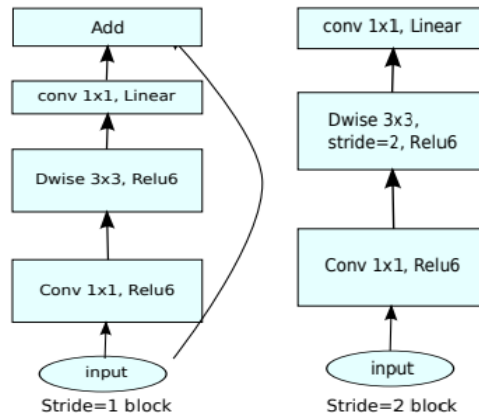 Add
conv 1x1, Linear
Dwise 3x3, Relu6
Conv 1x1, Relu6
input
Stride=1 block
conv 1x1, Linear
Dwise 3x3,
stride=2, Relu6
Conv 1x1, Relu6
input
Stride=2 block